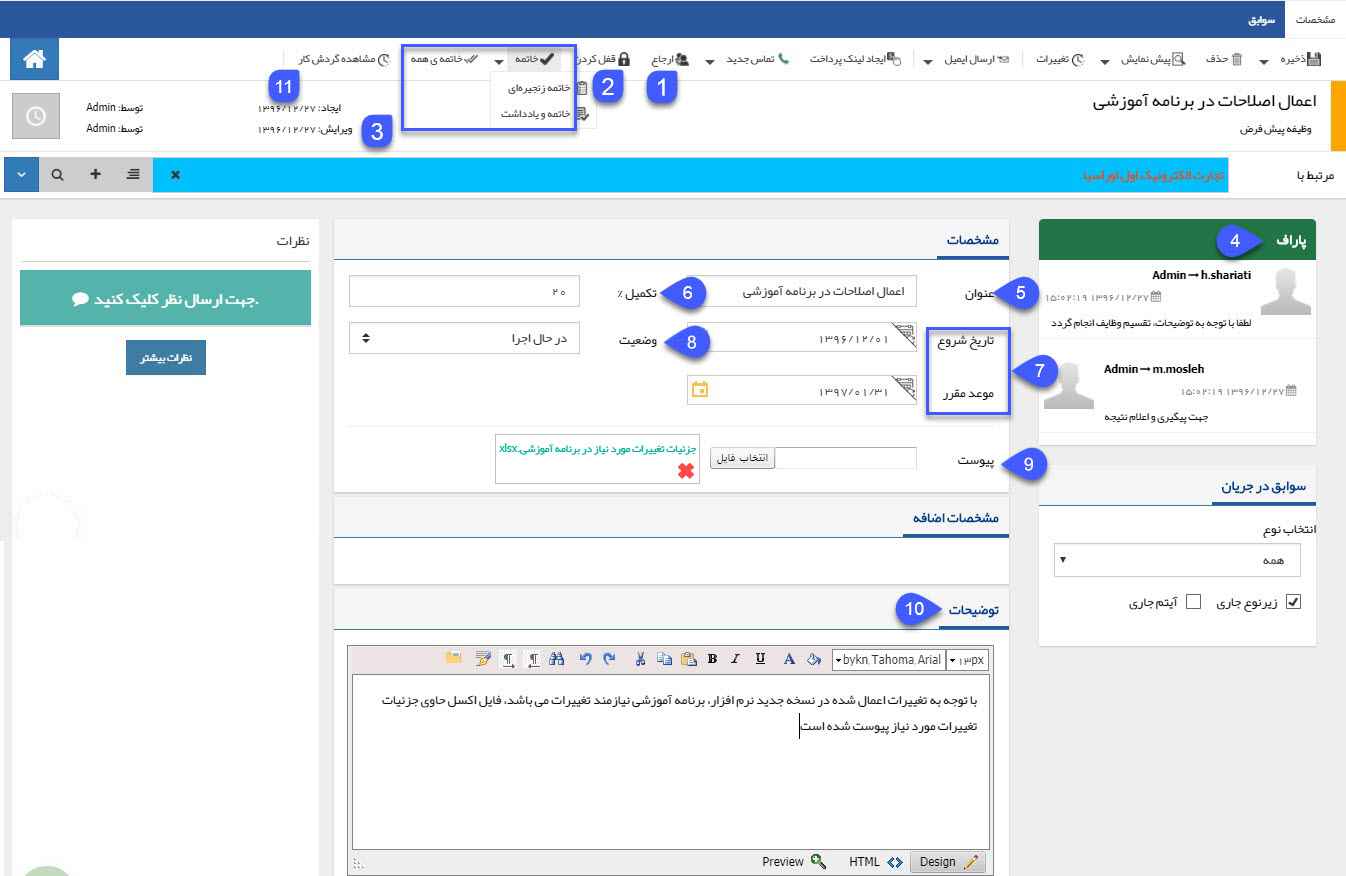 مشخصات سوابق
ذخیره حذف پیش نمایش تغییرات ارسال ایمیل ایجاد لینک پرداخت تماس جدید ارجاع قفل کردن خاتمه خاتمه ی همه مشاهده گردش کار
خاتمه زنجیره‌ای
خاتمه و یادداشت
1
2
3
11
اعمال اصلاحات در برنامه آموزشی
وظیفه پیش فرض
ایجاد: ۱۳۹۶/۱۲/۲۷ توسط: Admin
ویرایش: ۱۳۹۶/۱۲/۲۷ توسط: Admin
مرتبط با تجارت الکترونیک اول اوراسیا.
پاراف 4
Admin → h.shariati
۱۳۹۶/۱۲/۲۷ ۱۵:۰۲:۱۹
لطفا با توجه به توضیحات، تقسیم وظایف انجام گردد
Admin → m.mosleh
۱۳۹۶/۱۲/۲۷ ۱۵:۰۲:۱۹
جهت پیگیری و اعلام نتیجه
سوابق در جریان
انتخاب نوع
همه
زیرنوع جاری آیتم جاری
مشخصات
5 عنوان اعمال اصلاحات در برنامه آموزشی 6 تکمیل % ۲۰
تاریخ شروع ۱۳۹۶/۱۲/۰۱ 8 وضعیت در حال اجرا
7
موعد مقرر ۱۳۹۷/۰۱/۳۱
9 پیوست انتخاب فایل جزئیات تغییرات مورد نیاز در برنامه آموزشی.xlsx
مشخصات اضافه
توضیحات 10
B I U A bykn,Tahoma,Arial ۱۳px
با توجه به تغییرات اعمال شده در نسخه جدید نرم افزار، برنامه آموزشی نیازمند تغییرات می باشد، فایل اکسل حاوی جزئیات
تغییرات مورد نیاز پیوست شده است
Design HTML Preview
نظرات
جهت ارسال نظر کلیک کنید.
نظرات بیشتر